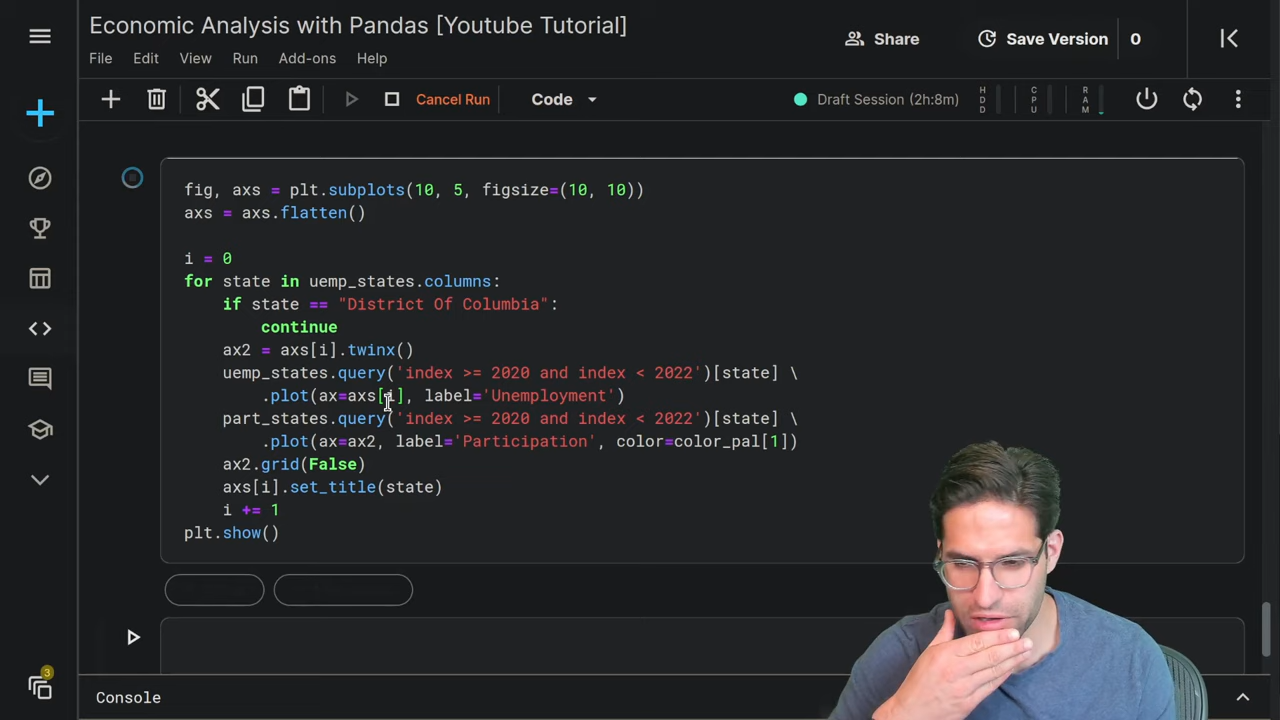 Economic Analysis with Pandas [Youtube Tutorial]
Share
Save Version
0
File Edit View Run Add-ons Help
Cancel Run
Code
Draft Session (2h:8m)
HDD
CPU
RAM
fig, axs = plt.subplots(10, 5, figsize=(10, 10))
axs = axs.flatten()
i = 0
for state in uemp_states.columns:
if state == "District Of Columbia":
continue
ax2 = axs[i].twinx()
uemp_states.query('index >= 2020 and index < 2022')[state] \
.plot(ax=axs[i], label='Unemployment')
part_states.query('index >= 2020 and index < 2022')[state] \
.plot(ax=ax2, label='Participation', color=color_pal[1])
ax2.grid(False)
axs[i].set_title(state)
i += 1
plt.show()
3
Console